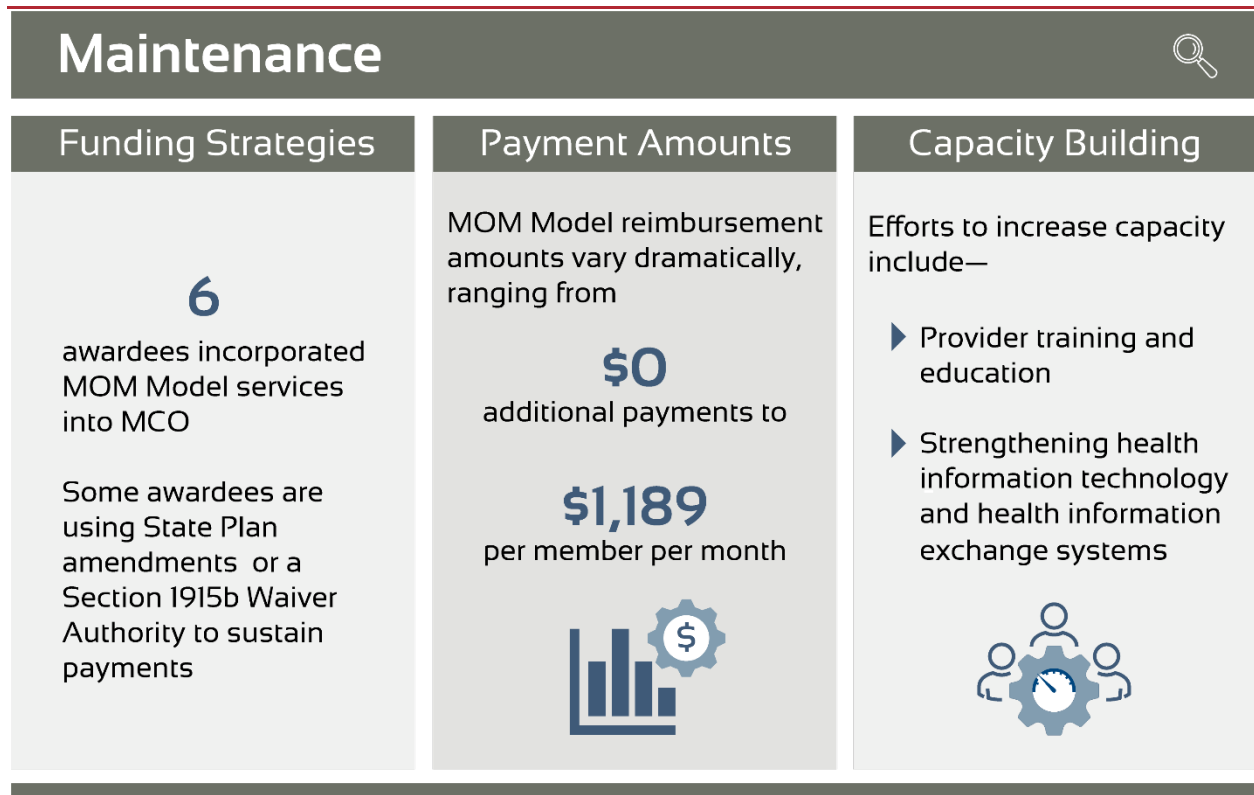 Maintenance
Funding Strategies
6
awardees incorporated
MOM Model services
into MCO
Some awardees are
using State Plan
amendments or a
Section 1915b Waiver
Authority to sustain
payments
Payment Amounts
MOM Model reimbursement
amounts vary dramatically,
ranging from
$0
additional payments to
$1,189
per member per month
$
Capacity Building
Efforts to increase capacity
include—
Provider training and
education
Strengthening health
information technology
and health information
exchange systems